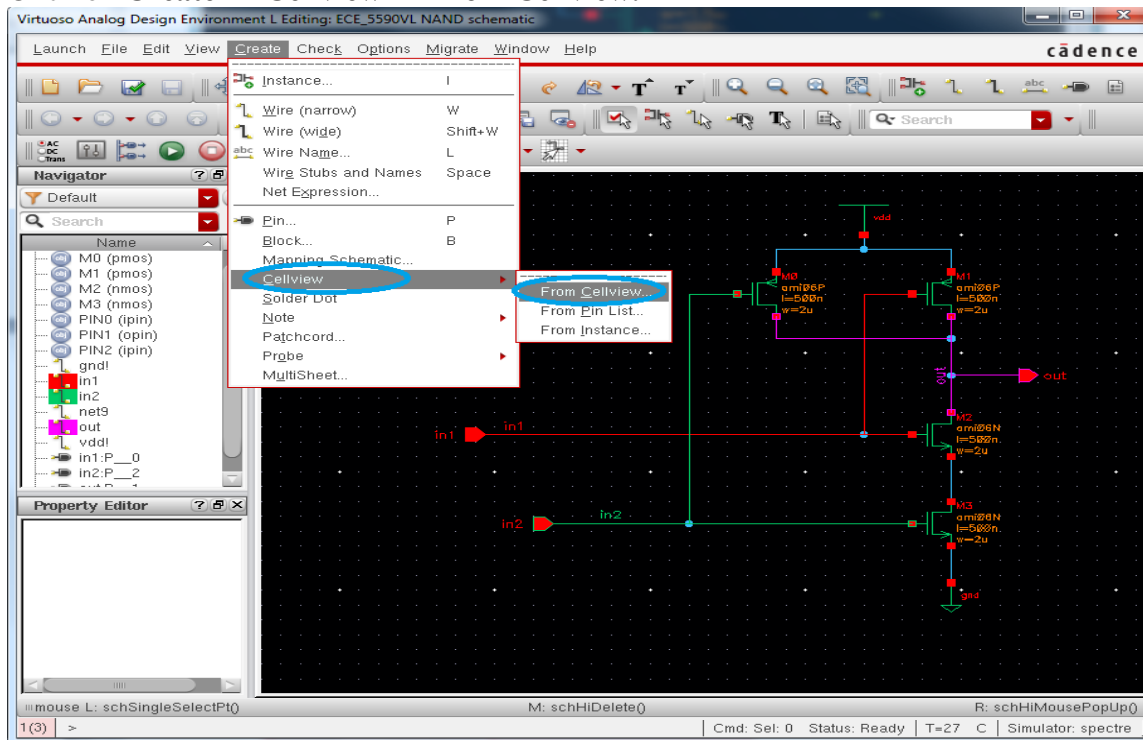 Virtuoso Analog Design Environment L Editing: ECE_5590VL NAND schematic
Launch File Edit View Create Check Options Migrate Window Help
cādence
Instance... I
Wire (narrow) W
Wire (wide) Shift+W
Wire Name... L
Wire Stubs and Names Space
Net Expression...
Pin... P
Block... B
Mapping Schematic...
Cellview
Solder Dot
Note
Patchcord...
Probe
MultiSheet...
From Cellview...
From Pin List...
From Instance...
abc
Search
AC
DC
Trans
abc
Navigator
Default
Search
Name
M0 (pmos)
M1 (pmos)
M2 (nmos)
M3 (nmos)
PIN0 (ipin)
PIN1 (opin)
PIN2 (ipin)
gnd!
in1
in2
net9
out
vdd!
in1:P__0
in2:P__2
Property Editor
vdd
M0
ami06P
l=500n
w=2u
M1
ami06P
l=500n
w=2u
out
out
M2
ami06N
l=500n
w=2u
in1
in1
M3
ami06N
l=500n
w=2u
in2
in2
gnd
mouse L: schSingleSelectPt() M: schHiDelete() R: schHiMousePopUp()
1(3) > Cmd: Sel: 0 Status: Ready T=27 C Simulator: spectre